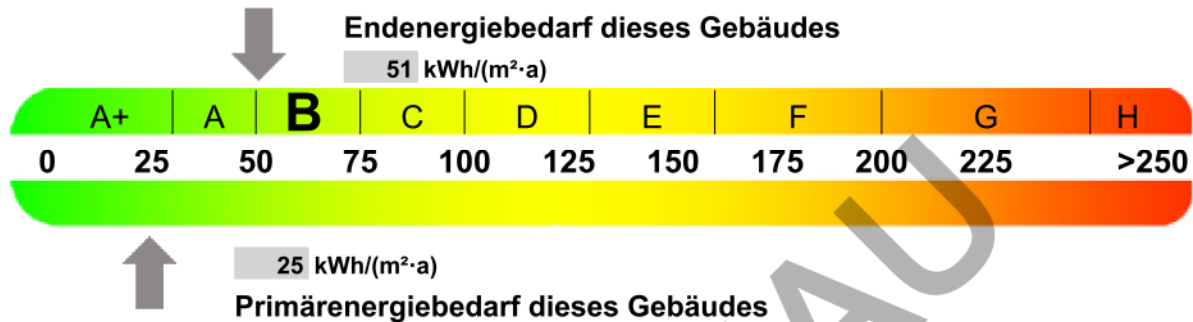 Endenergiebedarf dieses Gebäudes
51 kWh/(m²·a)
A+ A B C D E F G H
0 25 50 75 100 125 150 175 200 225 >250
25 kWh/(m²·a)
Primärenergiebedarf dieses Gebäudes
AU